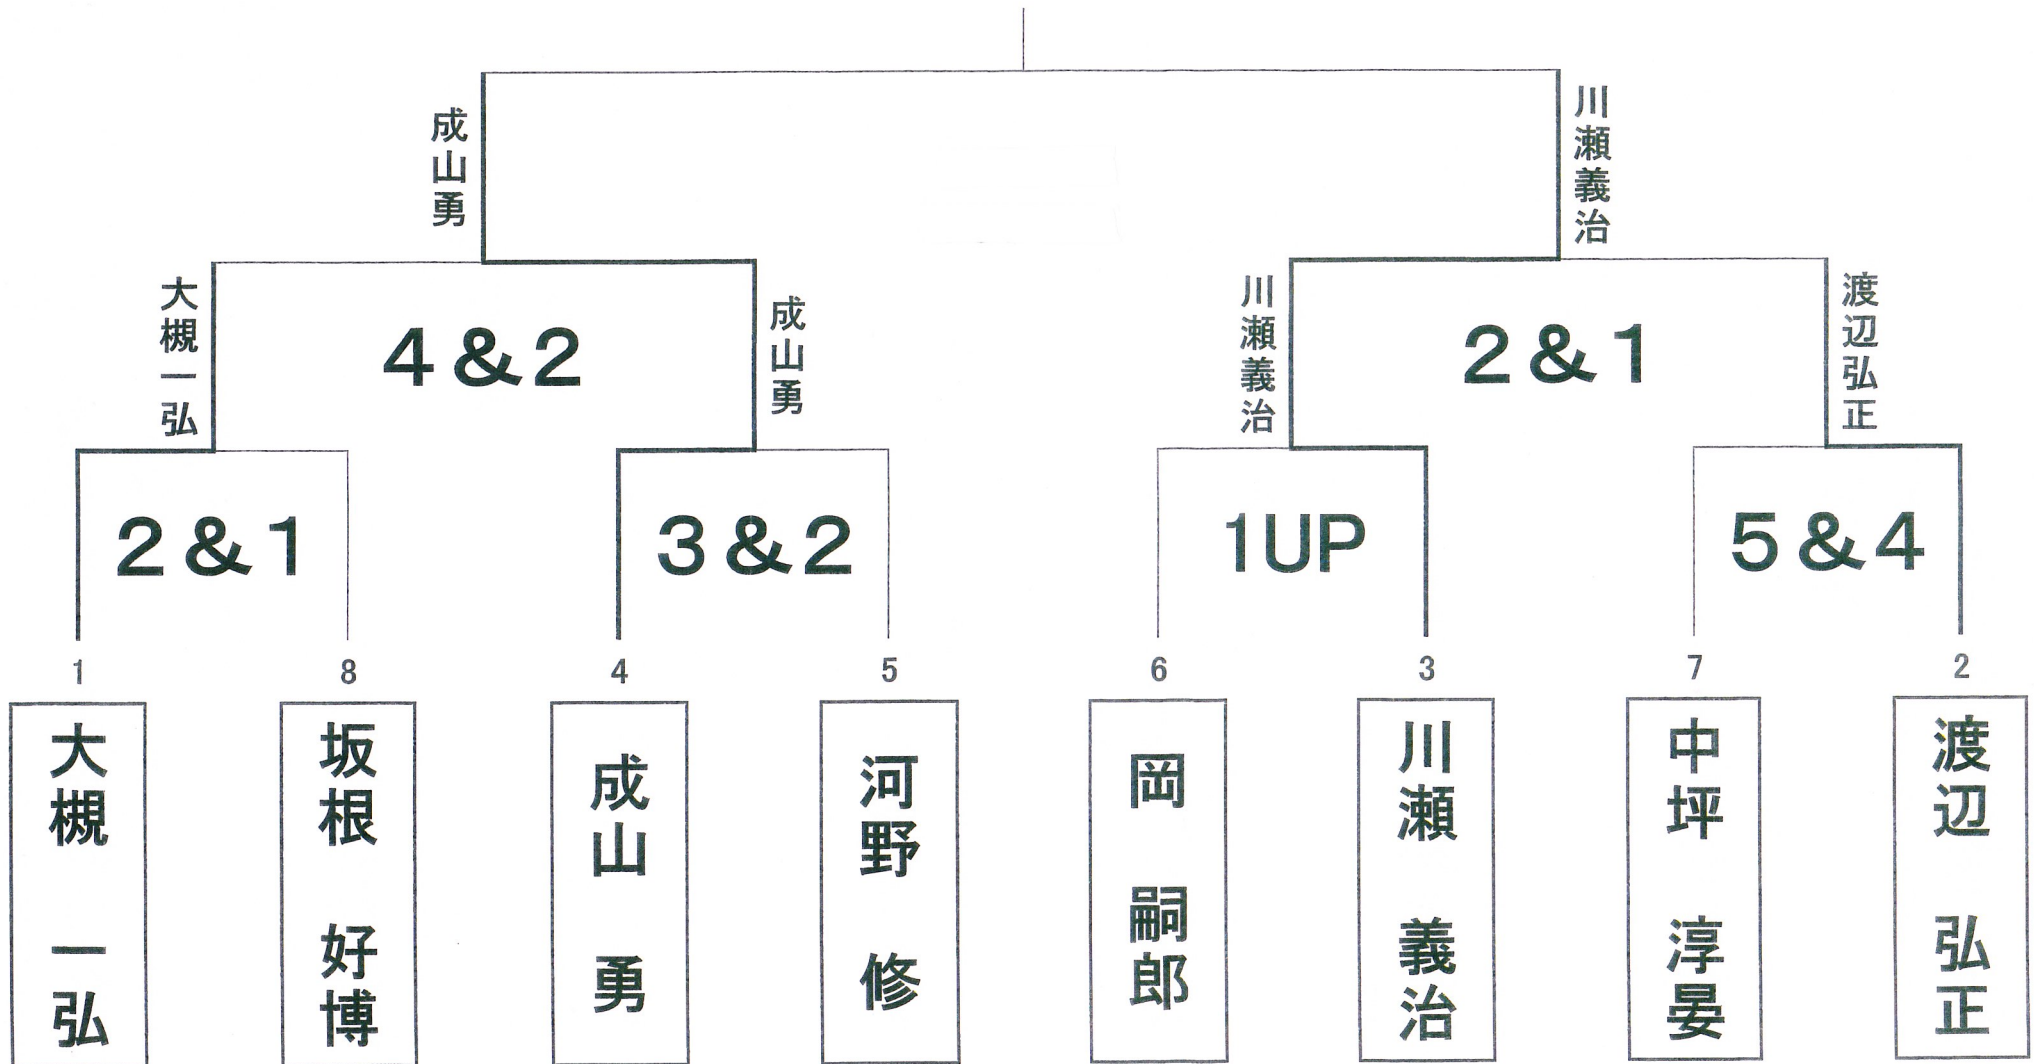 成山勇
川瀬義治
大槻一弘
4&2
成山勇
川瀬義治
2&1
渡辺弘正
2&1
3&2
1UP
5&4
1
8
4
5
6
3
7
2
大槻 一弘
坂根 好博
成山 勇
河野 修
岡 嗣郎
川瀬 義治
中坪 淳晏
渡辺 弘正